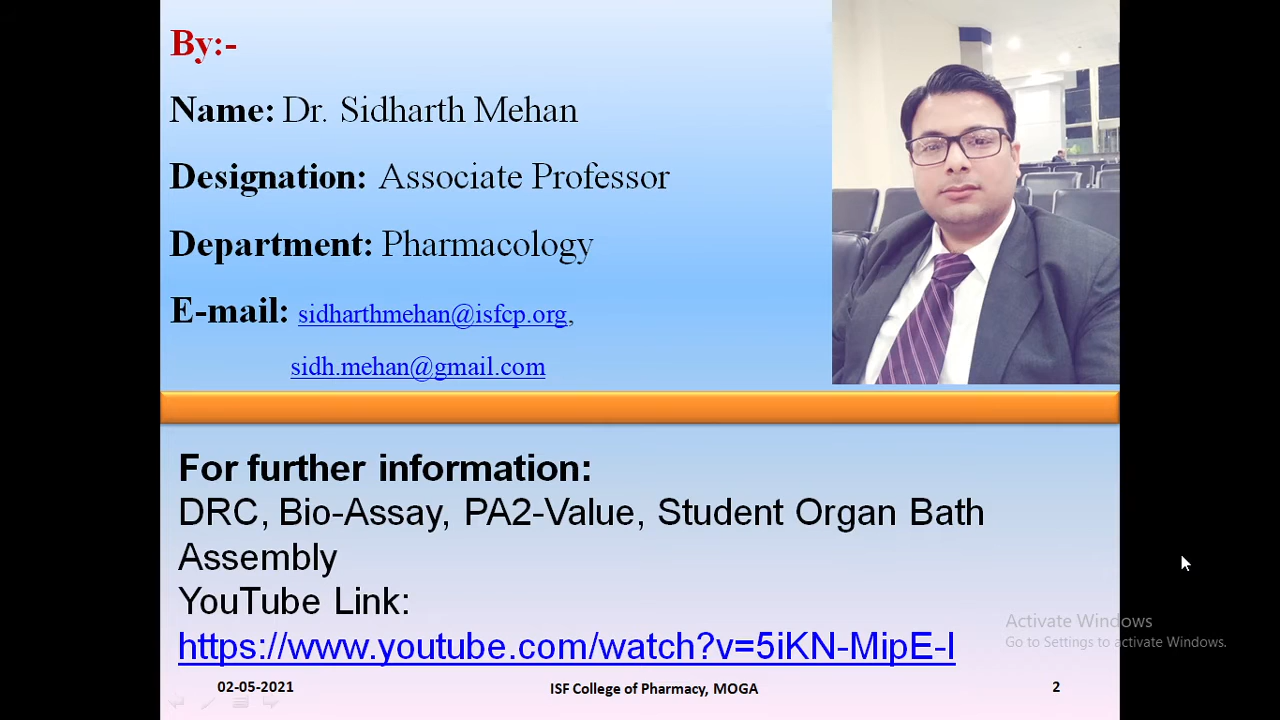 By:-
Name: Dr. Sidharth Mehan
Designation: Associate Professor
Department: Pharmacology
E-mail: sidharthmehan@isfcp.org,
sidh.mehan@gmail.com
For further information:
DRC, Bio-Assay, PA2-Value, Student Organ Bath
Assembly
YouTube Link:
https://www.youtube.com/watch?v=5iKN-MipE-I
Activate Windows
Go to Settings to activate Windows.
02-05-2021
ISF College of Pharmacy, MOGA
2